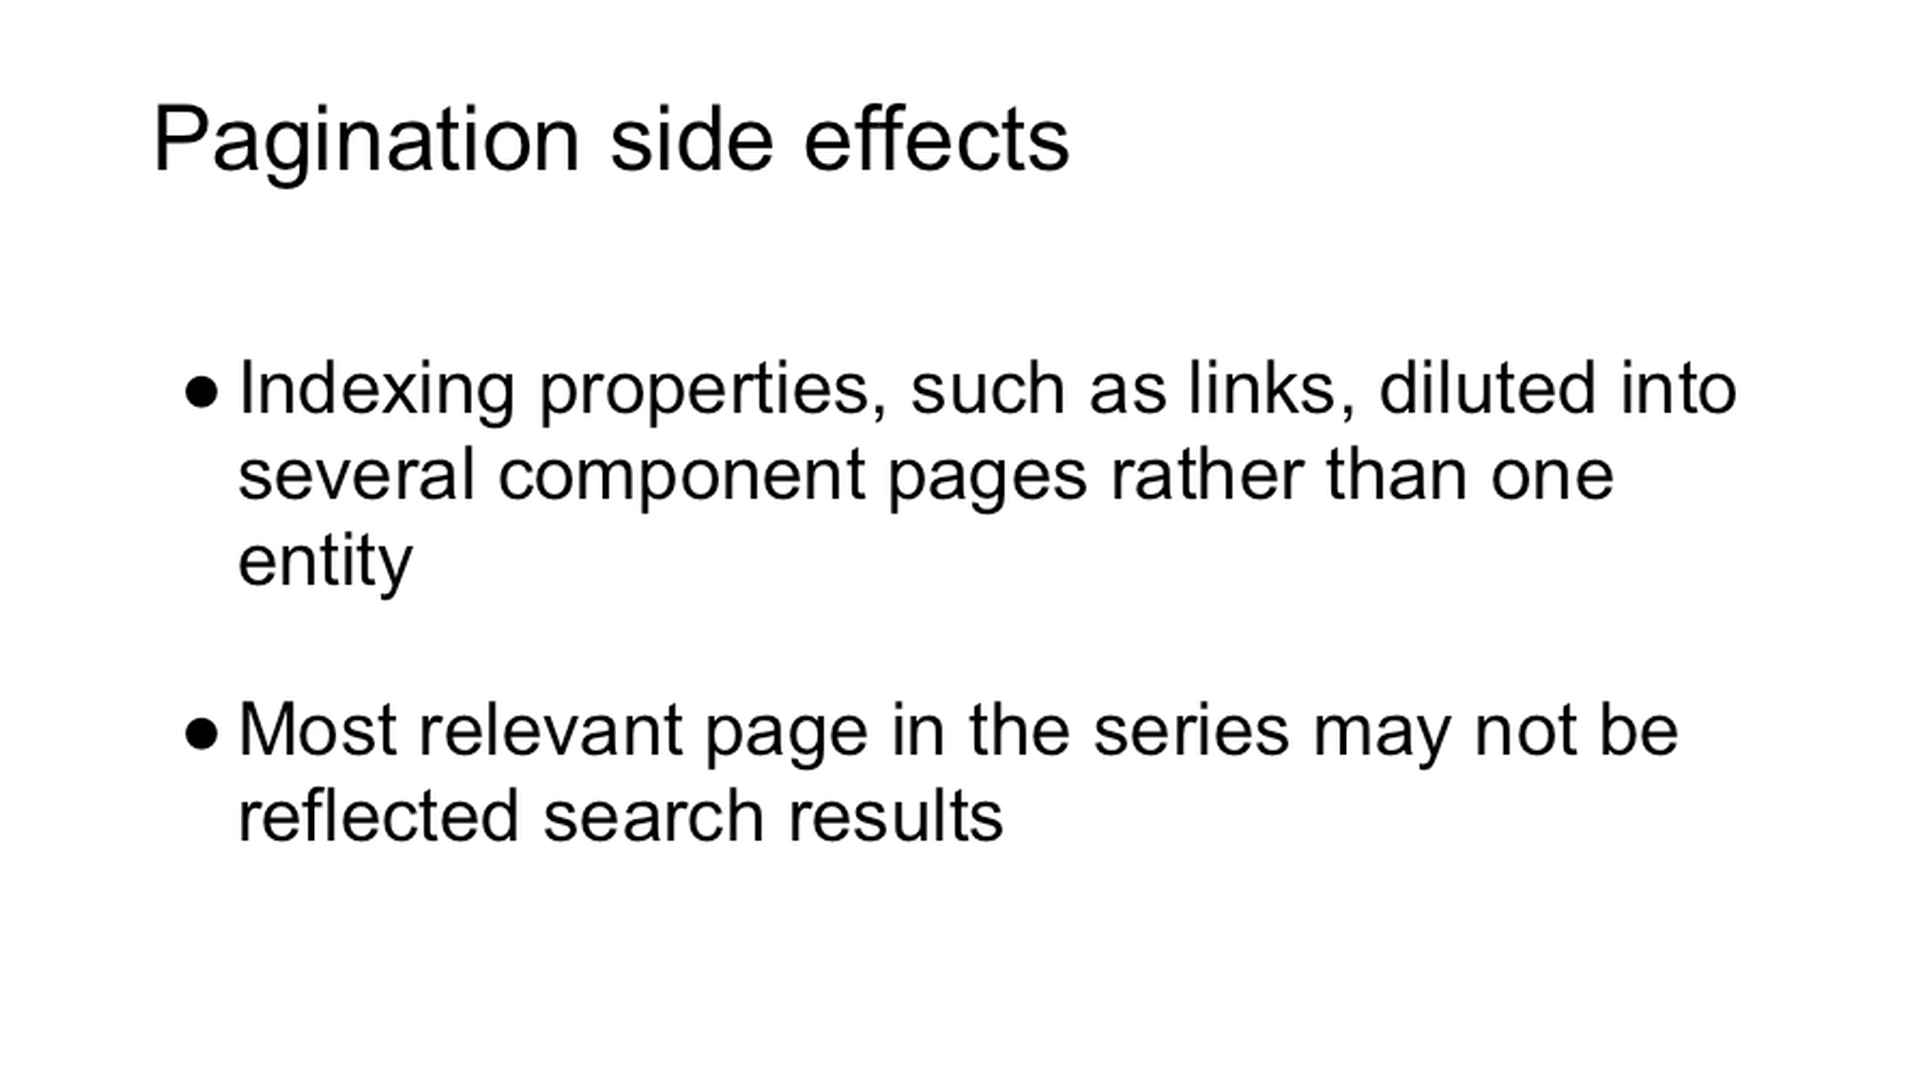 Pagination side effects
● Indexing properties, such as links, diluted into
several component pages rather than one
entity
● Most relevant page in the series may not be
reflected search results